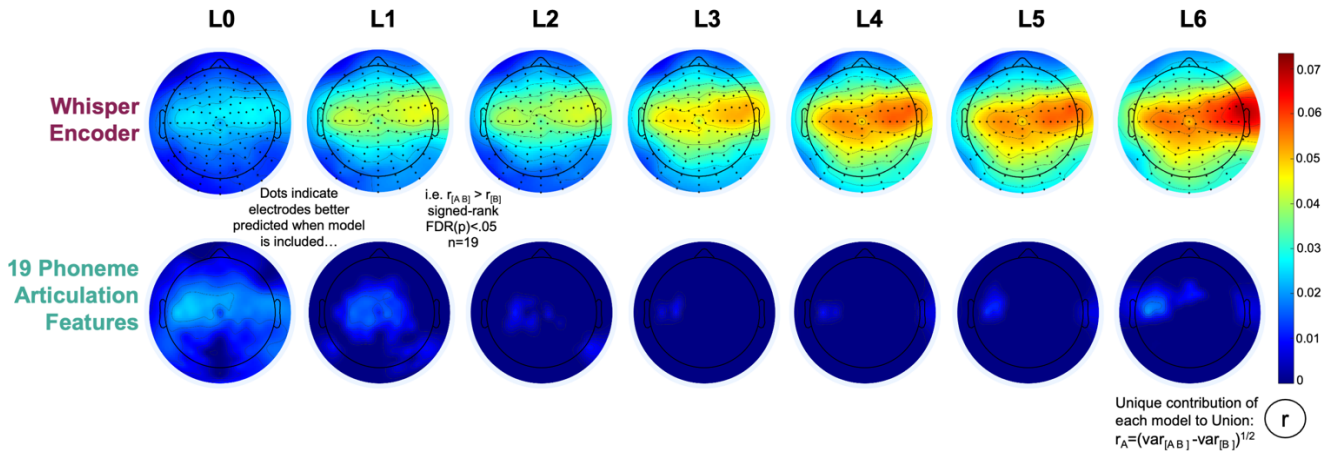 L0 L1 L2 L3 L4 L5 L6
Whisper
Encoder
0.07
0.06
0.05
0.04
0.03
0.02
0.01
0
Dots indicate
electrodes better
predicted when model
is included…
i.e. r[A B] > r[B]
signed-rank
FDR(p)<.05
n=19
19 Phoneme
Articulation
Features
Unique contribution of
each model to Union:
rA=(var[A B] -var[B ])1/2
r